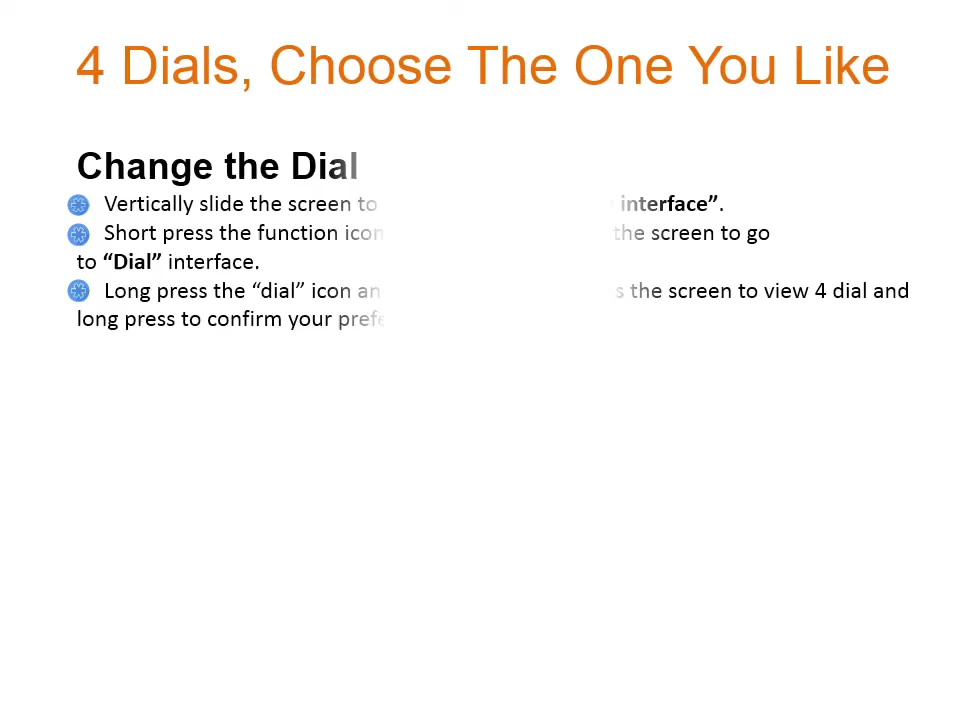 4 Dials, Choose The One You Like
Change the Dial
Vertically slide the screen to interface”.
Short press the function icon the screen to go
to “Dial” interface.
Long press the “dial” icon the screen to view 4 dial and
long press to confirm your